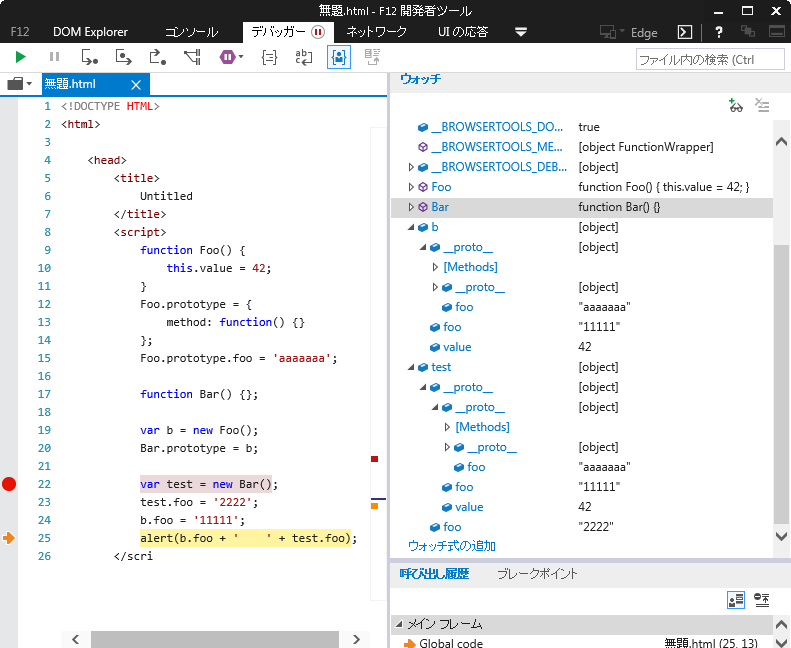 無題.html - F12 開発者ツール
F12 DOM Explorer コンソール デバッガー ネットワーク UI の応答 Edge ?
ファイル内の検索 (Ctrl
無題.html
ウォッチ
1 <!DOCTYPE HTML>
2 <html>
3
4 <head>
5 <title>
6 Untitled
7 </title>
8 <script>
9 function Foo() {
10 this.value = 42;
11 }
12 Foo.prototype = {
13 method: function() {}
14 };
15 Foo.prototype.foo = 'aaaaaaa';
16
17 function Bar() {};
18
19 var b = new Foo();
20 Bar.prototype = b;
21
22 var test = new Bar();
23 test.foo = '2222';
24 b.foo = '11111';
25 alert(b.foo + '    ' + test.foo);
26 </scri
__BROWSERTOOLS_DO... true
__BROWSERTOOLS_ME... [object FunctionWrapper]
__BROWSERTOOLS_DEB... [object]
Foo function Foo() { this.value = 42; }
Bar function Bar() {}
b [object]
__proto__ [object]
[Methods]
__proto__ [object]
foo "aaaaaaa"
foo "11111"
value 42
test [object]
__proto__ [object]
__proto__ [object]
[Methods]
__proto__ [object]
foo "aaaaaaa"
foo "11111"
value 42
foo "2222"
ウォッチ式の追加
呼び出し履歴 ブレークポイント
メイン フレーム
Global code 無題.html (25, 13)